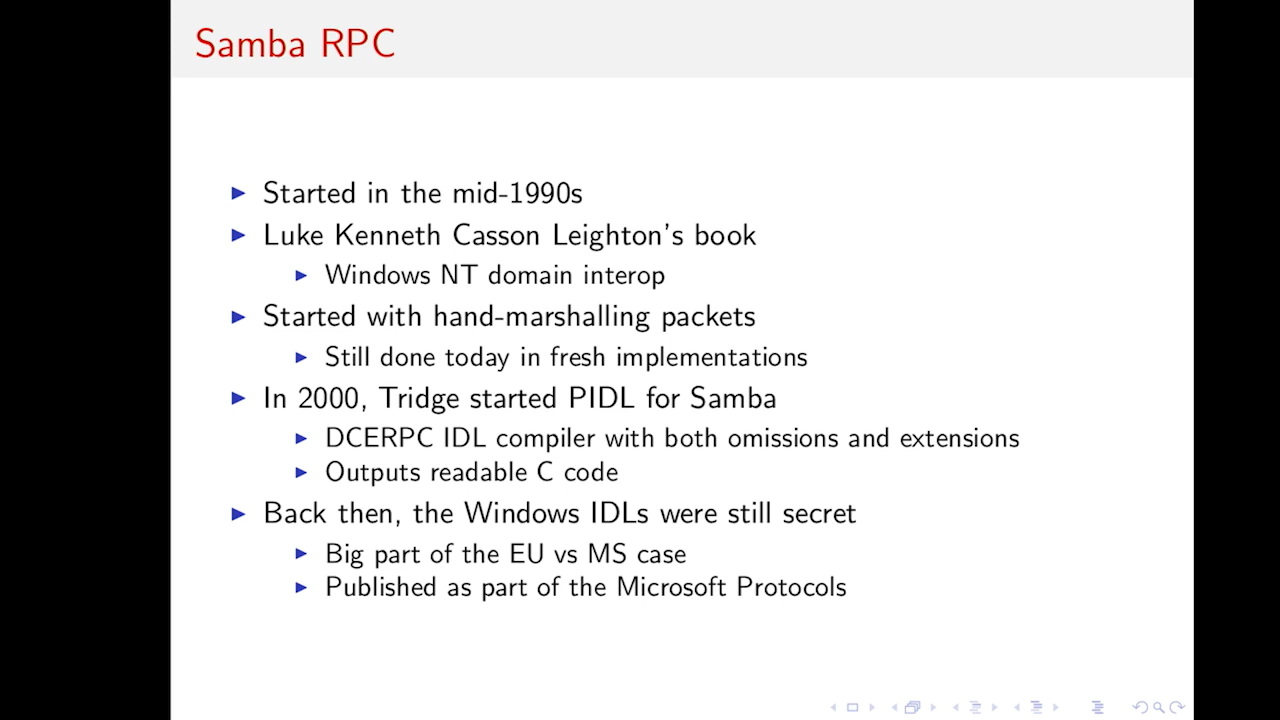 Samba RPC
Started in the mid-1990s
Luke Kenneth Casson Leighton's book
Windows NT domain interop
Started with hand-marshalling packets
Still done today in fresh implementations
In 2000, Tridge started PIDL for Samba
DCERPC IDL compiler with both omissions and extensions
Outputs readable C code
Back then, the Windows IDLs were still secret
Big part of the EU vs MS case
Published as part of the Microsoft Protocols